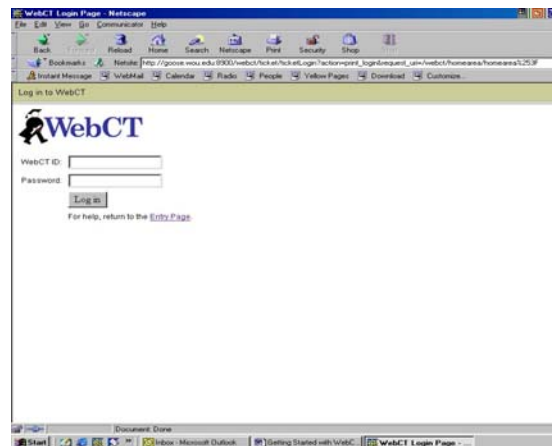 WebCT Login Page - Netscape
File Edit View Go Communicator Help
Back Forward Reload Home Search Netscape Print Security Shop Stop
Bookmarks Netsite: http://goose.wou.edu:8900/webct/ticket/ticketLogin?action=print_login&request_uri=/webct/homearea/homearea%253F
Instant Message WebMail Calendar Radio People Yellow Pages Download Customize...
Log in to WebCT
WebCT
WebCT ID:
Password:
Log in
For help, return to the Entry Page.
Document: Done
Start Inbox - Microsoft Outlook Getting Started with WebC... WebCT Login Page - ...